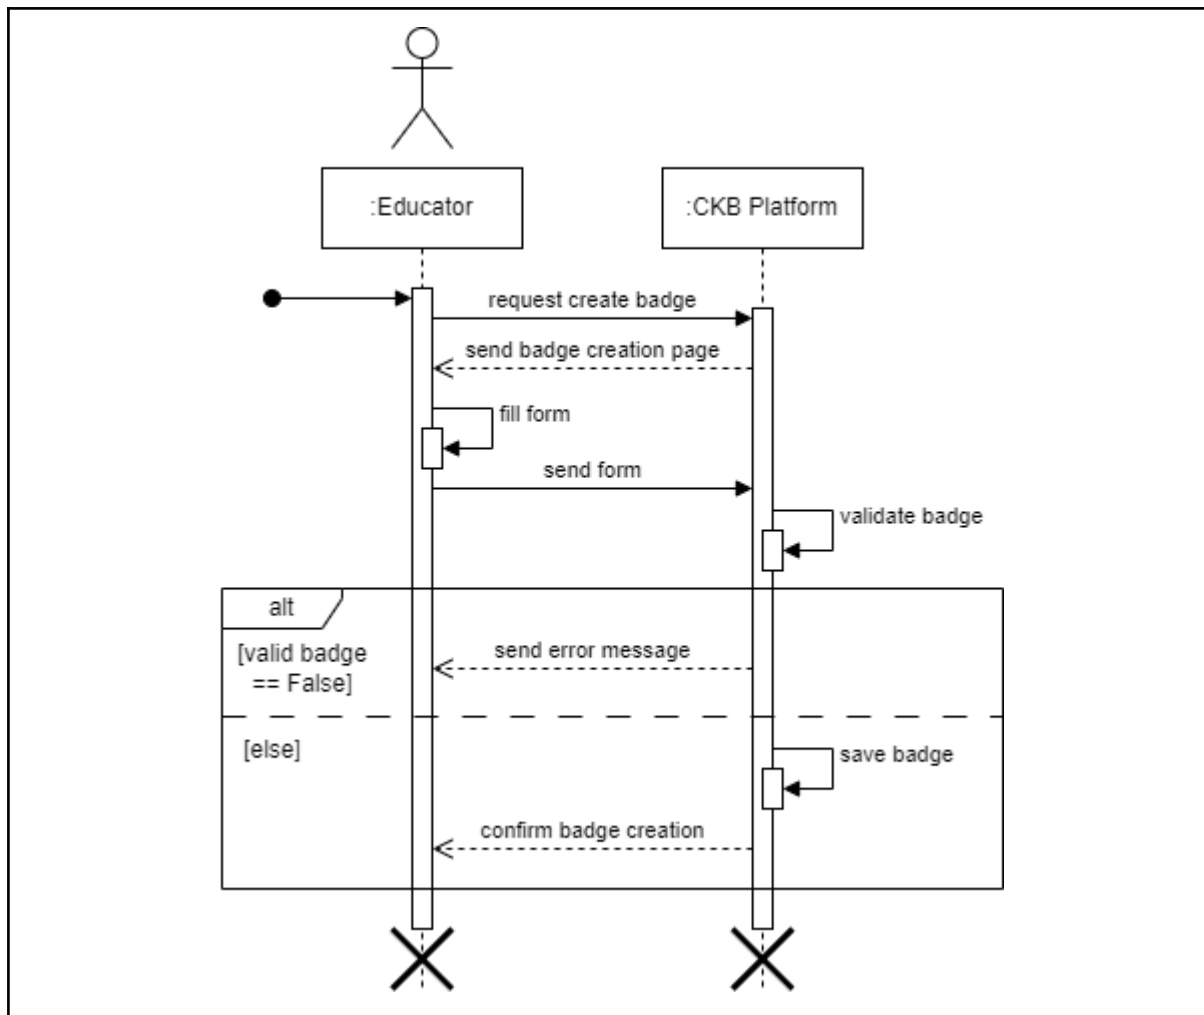 :Educator
:CKB Platform
request create badge
send badge creation page
fill form
send form
validate badge
alt
[valid badge
== False]
send error message
[else]
save badge
confirm badge creation